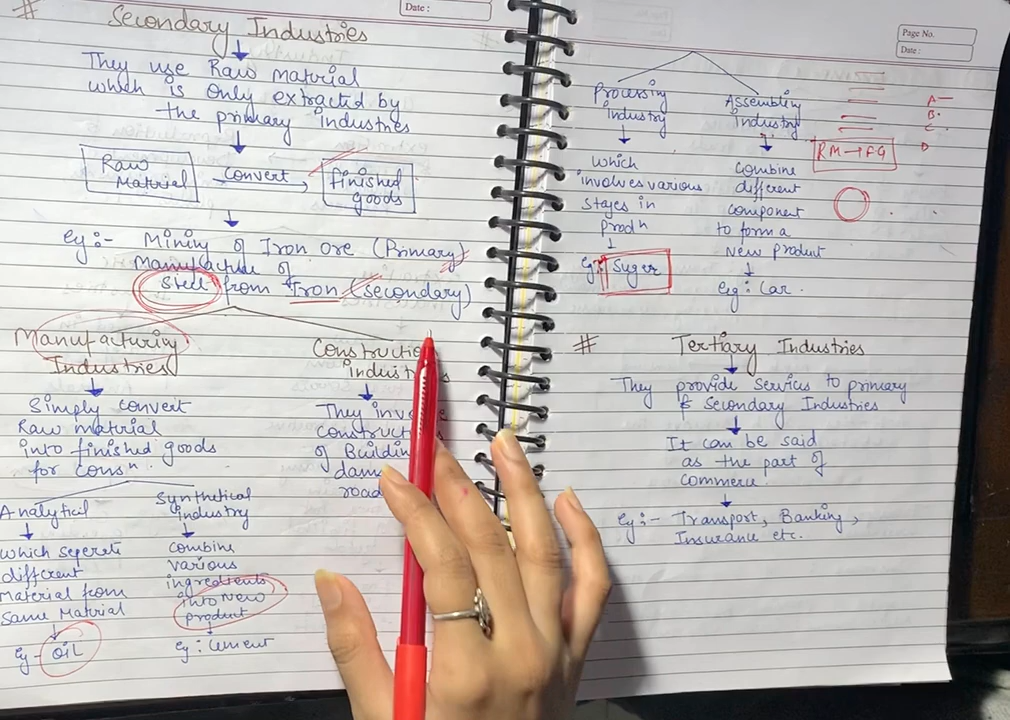 Date :
# Secondary Industries
They use Raw Material
which is only extracted by
the primary industries
Raw
Material
Convert
finished
goods
Eg :- Mining of Iron ore (Primary)
Manufacture of
Steel from Iron (secondary)
Manufacturing
Industries
Simply convert
Raw material
into finished goods
for consⁿ.
Analytical
which seperate
different
Material from
Same Material
Eg - OIL
Synthetical
industry
combine
various
ingredients
into New
product
Eg : Cement
Constructio
industr s
They inv e
construct
of Buildin
dams
road
Page No.
Date :
Processing
industry
which
involves various
stages in
prodⁿ
Eg: Suger
Assembling
industry
Combine
different
component
to form a
New product
Eg : Car .
A -
B -
C -
D
RM → FG
# Tertiary Industries
They provide Services to primary
& Secondary Industries
It can be said
as the part of
commerce
Eg :- Transport, Banking,
Insurance etc.